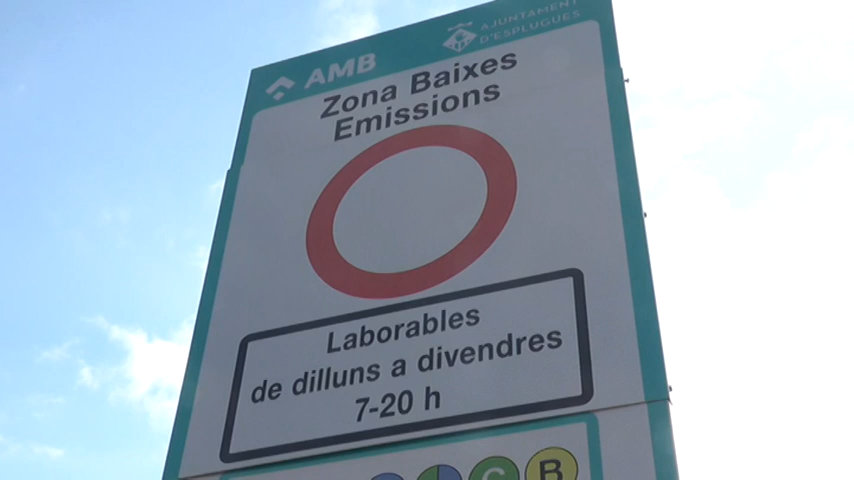 AMB
AJUNTAMENT
D'ESPLUGUES
Zona Baixes
Emissions
Laborables
de dilluns a divendres
7-20 h
C B